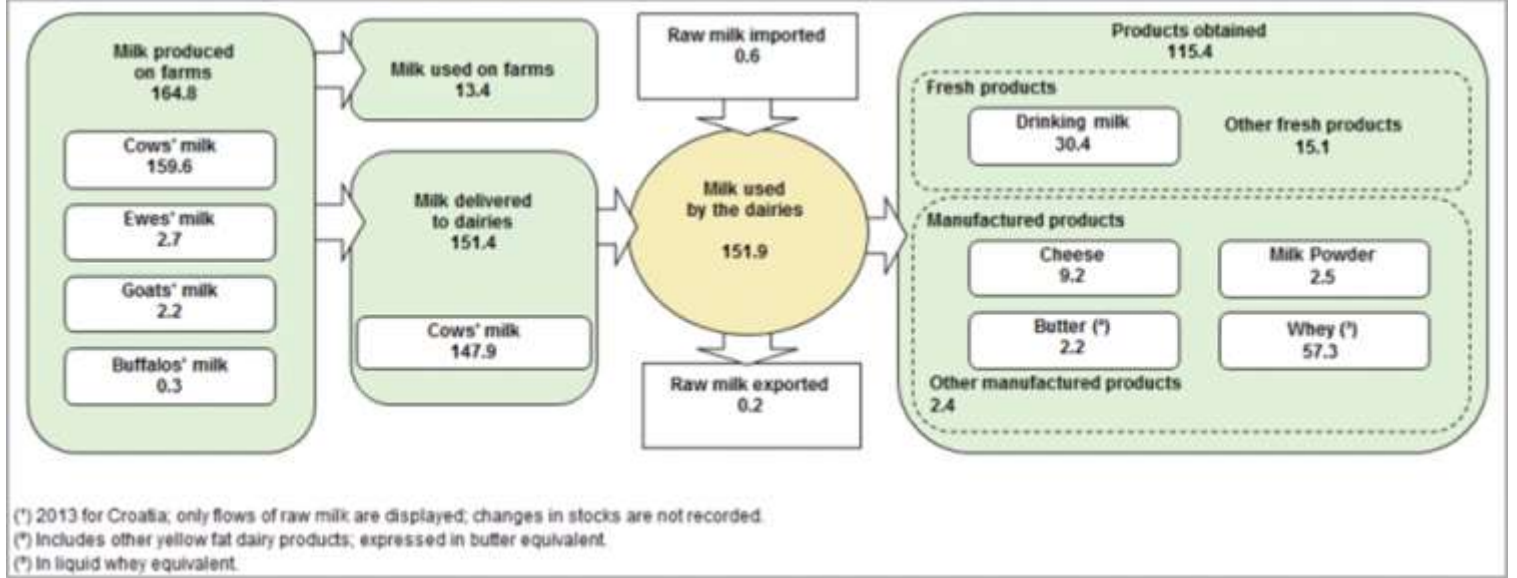 Milk produced
on farms
164.8
Cows' milk
159.6
Ewes' milk
2.7
Goats' milk
2.2
Buffalos' milk
0.3
Milk used on farms
13.4
Milk delivered
to dairies
151.4
Cows' milk
147.9
Raw milk imported
0.6
Milk used
by the dairies
151.9
Raw milk exported
0.2
Products obtained
115.4
Fresh products
Drinking milk
30.4
Other fresh products
15.1
Manufactured products
Cheese
9.2
Milk Powder
2.5
Butter (²)
2.2
Whey (³)
57.3
Other manufactured products
2.4
(¹) 2013 for Croatia; only flows of raw milk are displayed; changes in stocks are not recorded.
(²) Includes other yellow fat dairy products; expressed in butter equivalent
(³) In liquid whey equivalent.